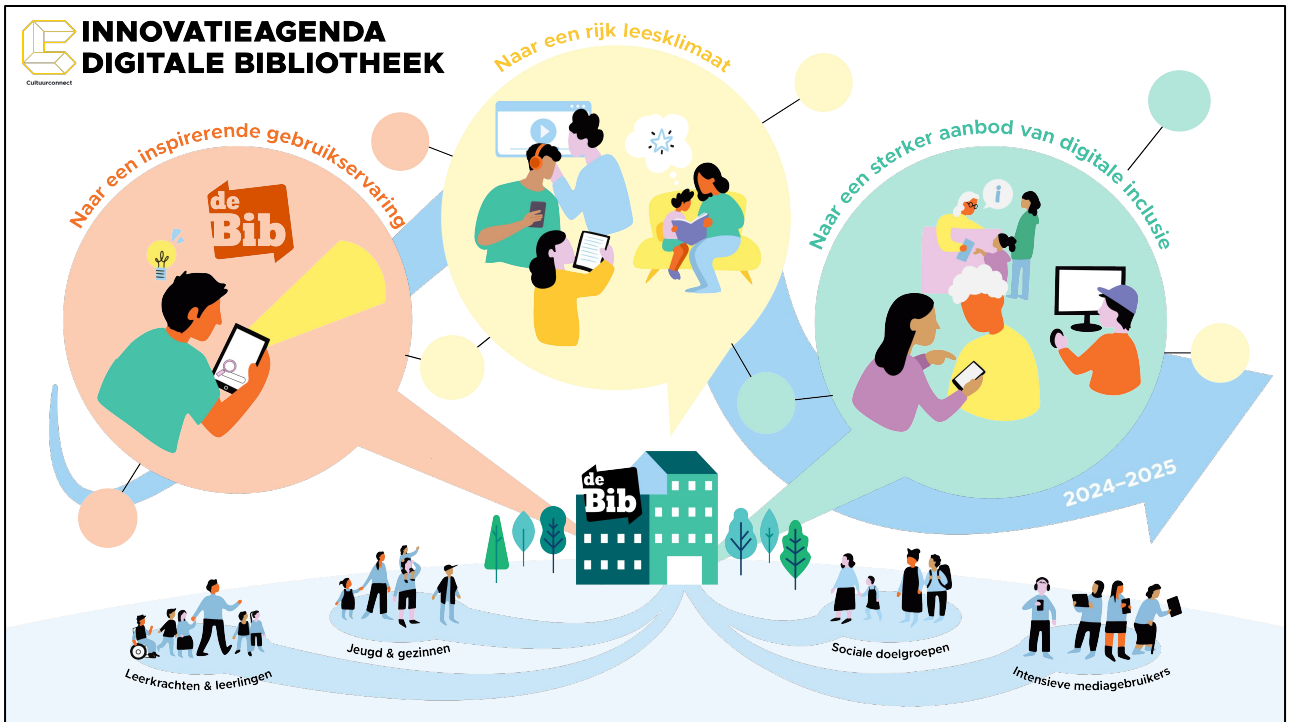 INNOVATIEAGENDA
DIGITALE BIBLIOTHEEK
Cultuurconnect
Naar een inspirerende gebruikservaring
de
Bib
Naar een rijk leesklimaat
i
Naar een sterker aanbod van digitale inclusie
2024–2025
de
Bib
Leerkrachten & leerlingen
Jeugd & gezinnen
Sociale doelgroepen
Intensieve mediagebruikers